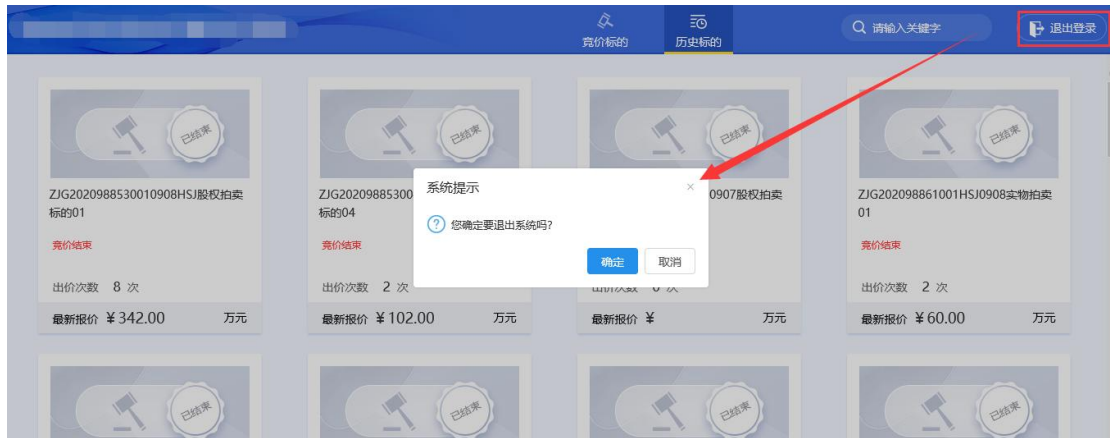 竞价标的
历史标的
请输入关键字
退出登录
已结束
已结束
已结束
已结束
ZJG2020988530010908HSJ股权拍卖
标的01
竞价结束
出价次数 8 次
最新报价 ¥342.00 万元
ZJG20209885300
标的04
竞价结束
出价次数 2 次
最新报价 ¥102.00 万元
0907股权拍卖
出价次数 0 次
最新报价 ¥ 万元
ZJG202098861001HSJ0908实物拍卖
01
竞价结束
出价次数 2 次
最新报价 ¥60.00 万元
系统提示
×
? 您确定要退出系统吗?
确定
取消
已结束
已结束
已结束
已结束